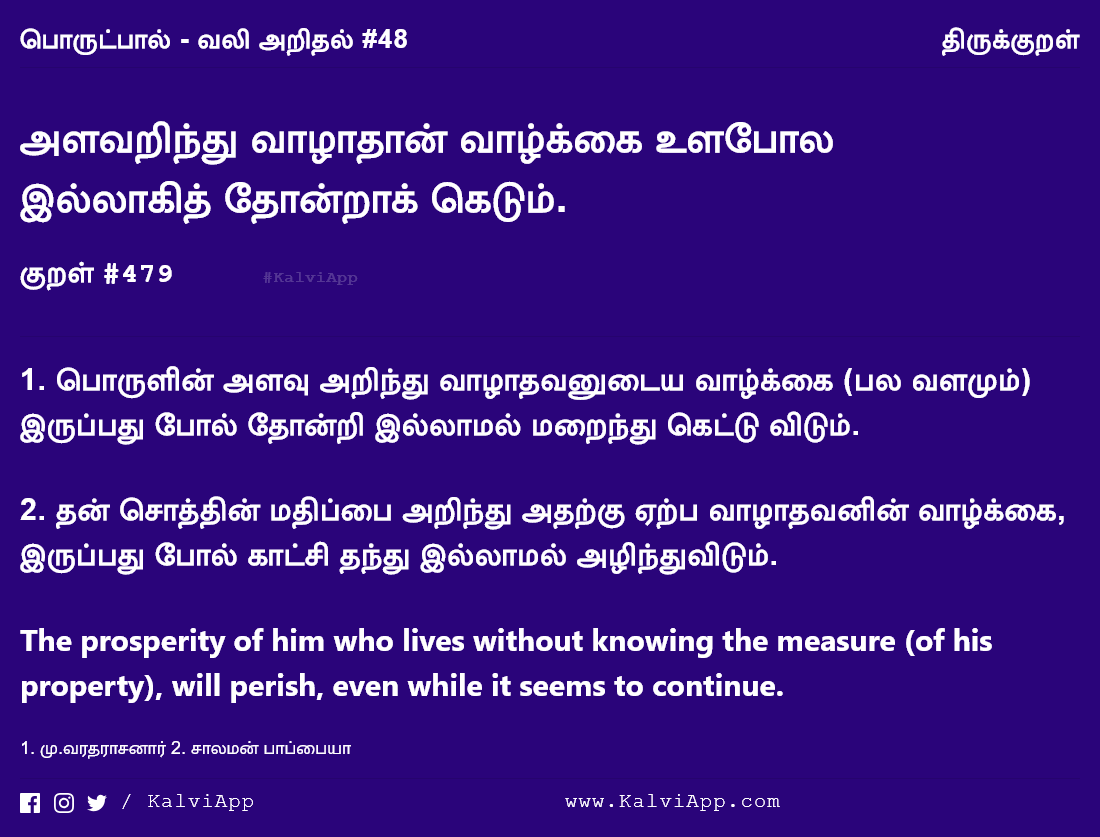 பொருட்பால் - வலி அறிதல் #48 திருக்குறள்
அளவறிந்து வாழாதான் வாழ்க்கை உளபோல
இல்லாகித் தோன்றாக் கெடும்.
குறள் #479 #KalviApp
1. பொருளின் அளவு அறிந்து வாழாதவனுடைய வாழ்க்கை (பல வளமும்)
இருப்பது போல் தோன்றி இல்லாமல் மறைந்து கெட்டு விடும்.
2. தன் சொத்தின் மதிப்பை அறிந்து அதற்கு ஏற்ப வாழாதவனின் வாழ்க்கை,
இருப்பது போல் காட்சி தந்து இல்லாமல் அழிந்துவிடும்.
The prosperity of him who lives without knowing the measure (of his
property), will perish, even while it seems to continue.
1. மு.வரதராசனார் 2. சாலமன் பாப்பையா
/ KalviApp www.KalviApp.com